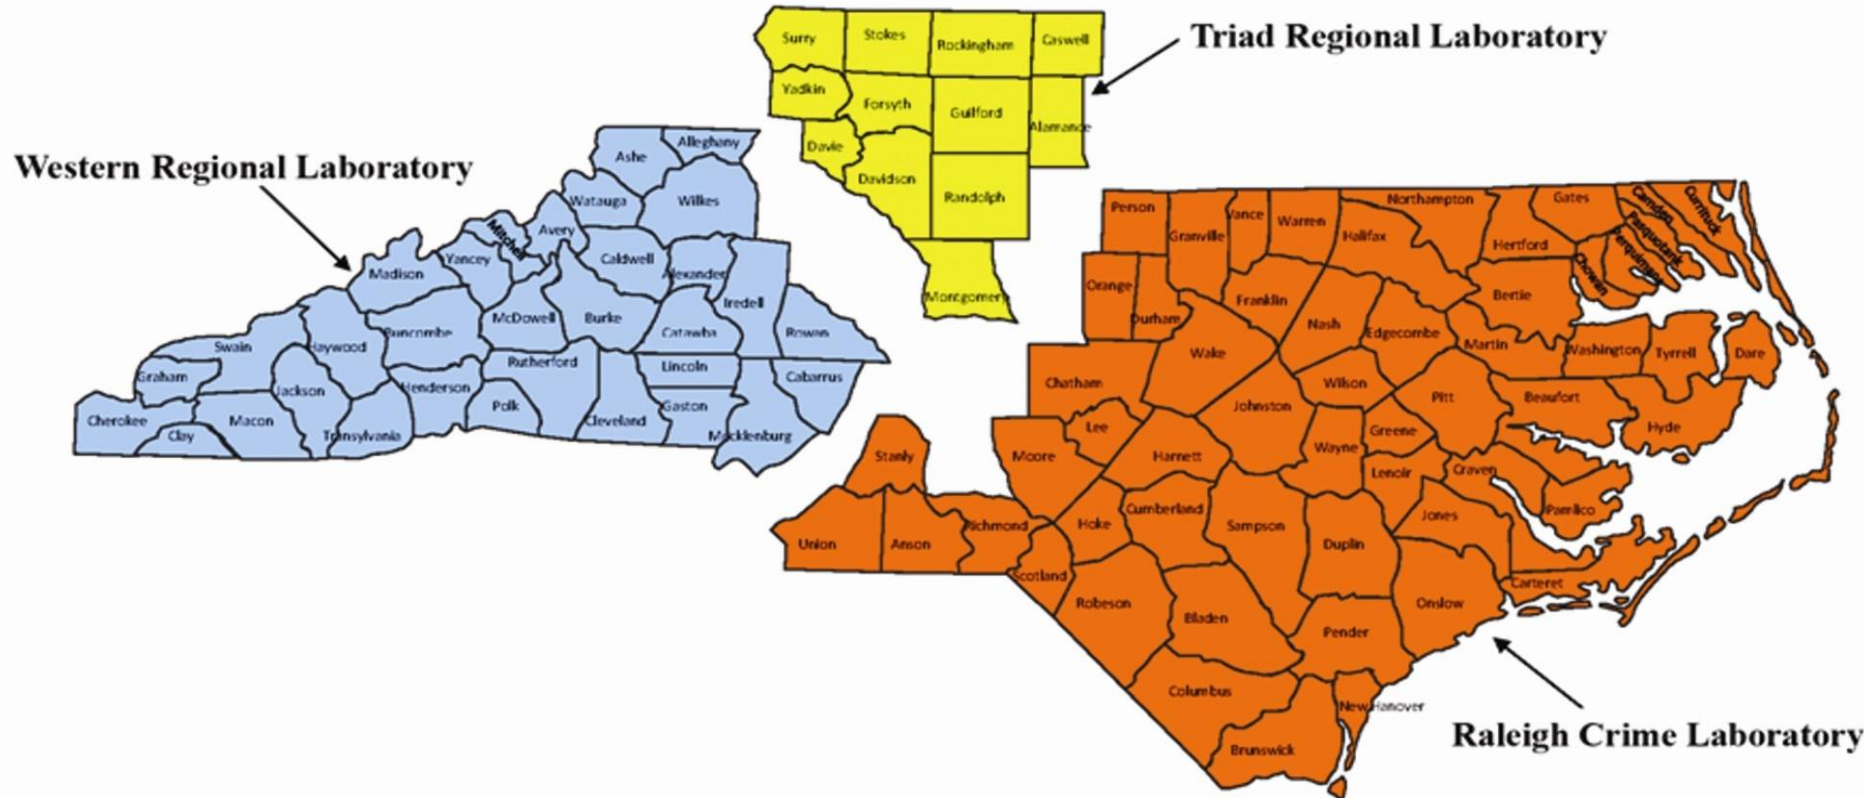 Triad Regional Laboratory
Western Regional Laboratory
Raleigh Crime Laboratory
Surry
Stokes
Rockingham
Caswell
Yadkin
Forsyth
Guilford
Alamance
Davie
Davidson
Randolph
Montgomery
Ashe
Alleghany
Watauga
Wilkes
Mitchell
Avery
Yancey
Madison
Caldwell
Alexander
Iredell
Buncombe
McDowell
Burke
Catawba
Rowan
Swain
Haywood
Rutherford
Lincoln
Graham
Jackson
Henderson
Cabarrus
Cherokee
Clay
Macon
Transylvania
Polk
Cleveland
Gaston
Mecklenburg
Person
Granville
Vance
Warren
Northampton
Halifax
Gates
Hertford
Camden
Currituck
Pasquotank
Perquimans
Chowan
Orange
Durham
Franklin
Nash
Edgecombe
Bertie
Martin
Washington
Tyrrell
Dare
Wake
Chatham
Wilson
Pitt
Beaufort
Hyde
Johnston
Lee
Greene
Wayne
Stanly
Moore
Harnett
Lenoir
Craven
Pamlico
Jones
Union
Anson
Richmond
Hoke
Cumberland
Sampson
Duplin
Scotland
Carteret
Robeson
Bladen
Onslow
Pender
Columbus
New Hanover
Brunswick